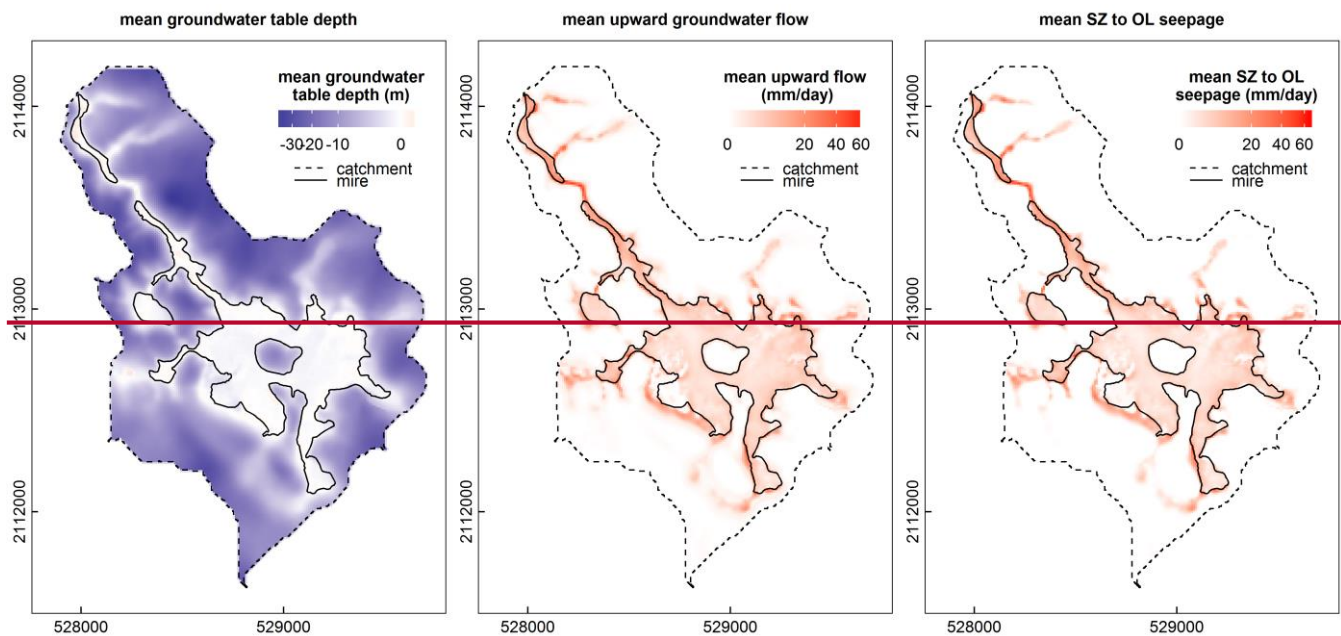 mean groundwater table depth
mean upward groundwater flow
mean SZ to OL seepage
mean groundwater
table depth (m)
-30 -20 -10 0
catchment
mire
mean upward flow
(mm/day)
0 20 40 60
catchment
mire
mean SZ to OL
seepage (mm/day)
0 20 40 60
catchment
mire
2114000
2113000
2112000
2114000
2113000
2112000
2114000
2113000
2112000
528000 529000
528000 529000
528000 529000